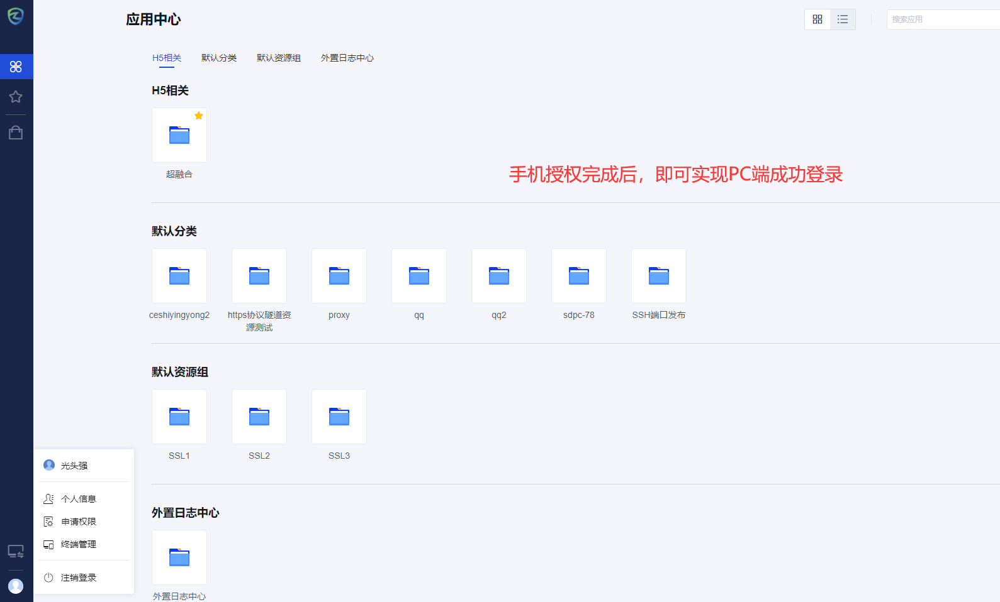 应用中心
搜索应用
H5相关 默认分类 默认资源组 外置日志中心
H5相关
超融合
手机授权完成后，即可实现PC端成功登录
默认分类
ceshiyingyong2
https协议隧道资
源测试
proxy
qq
qq2
sdpc-78
SSH端口发布
默认资源组
SSL1
SSL2
SSL3
外置日志中心
外置日志中心
光头强
个人信息
申请权限
终端管理
注销登录